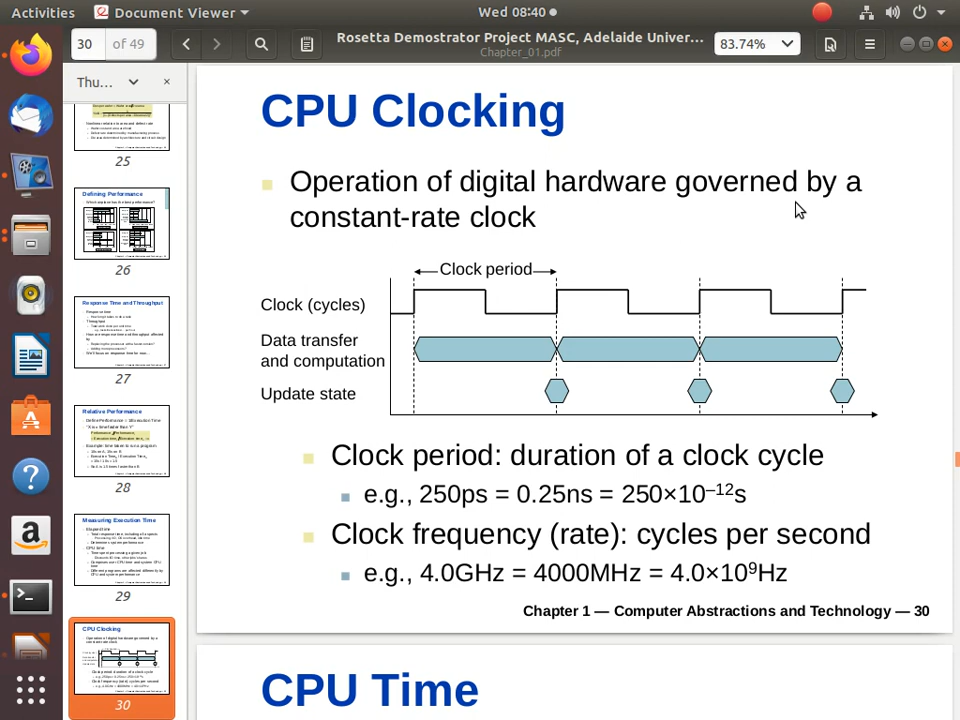 Activities
Document Viewer
Wed 08:40
30 of 49
Rosetta Demostrator Project MASC, Adelaide Univer...
Chapter_01.pdf
83.74%
Thu...
25
Defining Performance
26
Response Time and Throughput
27
Relative Performance
28
Measuring Execution Time
29
CPU Clocking
30
CPU Clocking
Operation of digital hardware governed by a
constant-rate clock
Clock period
Clock (cycles)
Data transfer
and computation
Update state
Clock period: duration of a clock cycle
e.g., 250ps = 0.25ns = 250×10⁻¹²s
Clock frequency (rate): cycles per second
e.g., 4.0GHz = 4000MHz = 4.0×10⁹Hz
Chapter 1 — Computer Abstractions and Technology — 30
CPU Time